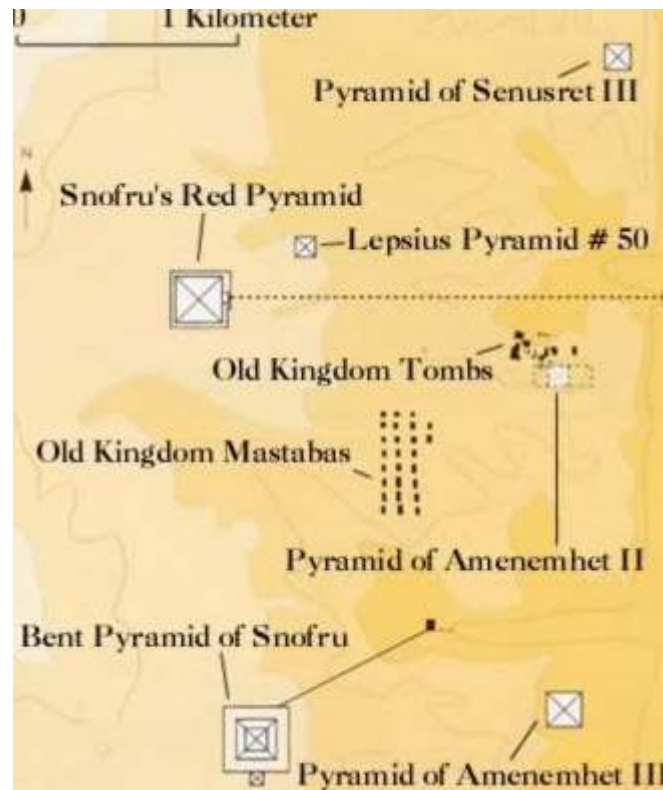 0 1 Kilometer
Pyramid of Senusret III
N
Snofru's Red Pyramid
Lepsius Pyramid # 50
Old Kingdom Tombs
Old Kingdom Mastabas
Pyramid of Amenemhet II
Bent Pyramid of Snofru
Pyramid of Amenemhet III